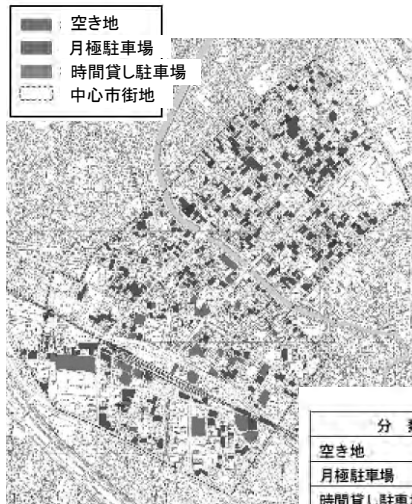 空き地
月極駐車場
時間貸し駐車場
中心市街地
分
空き地
月極駐車場
時間貸し駐車